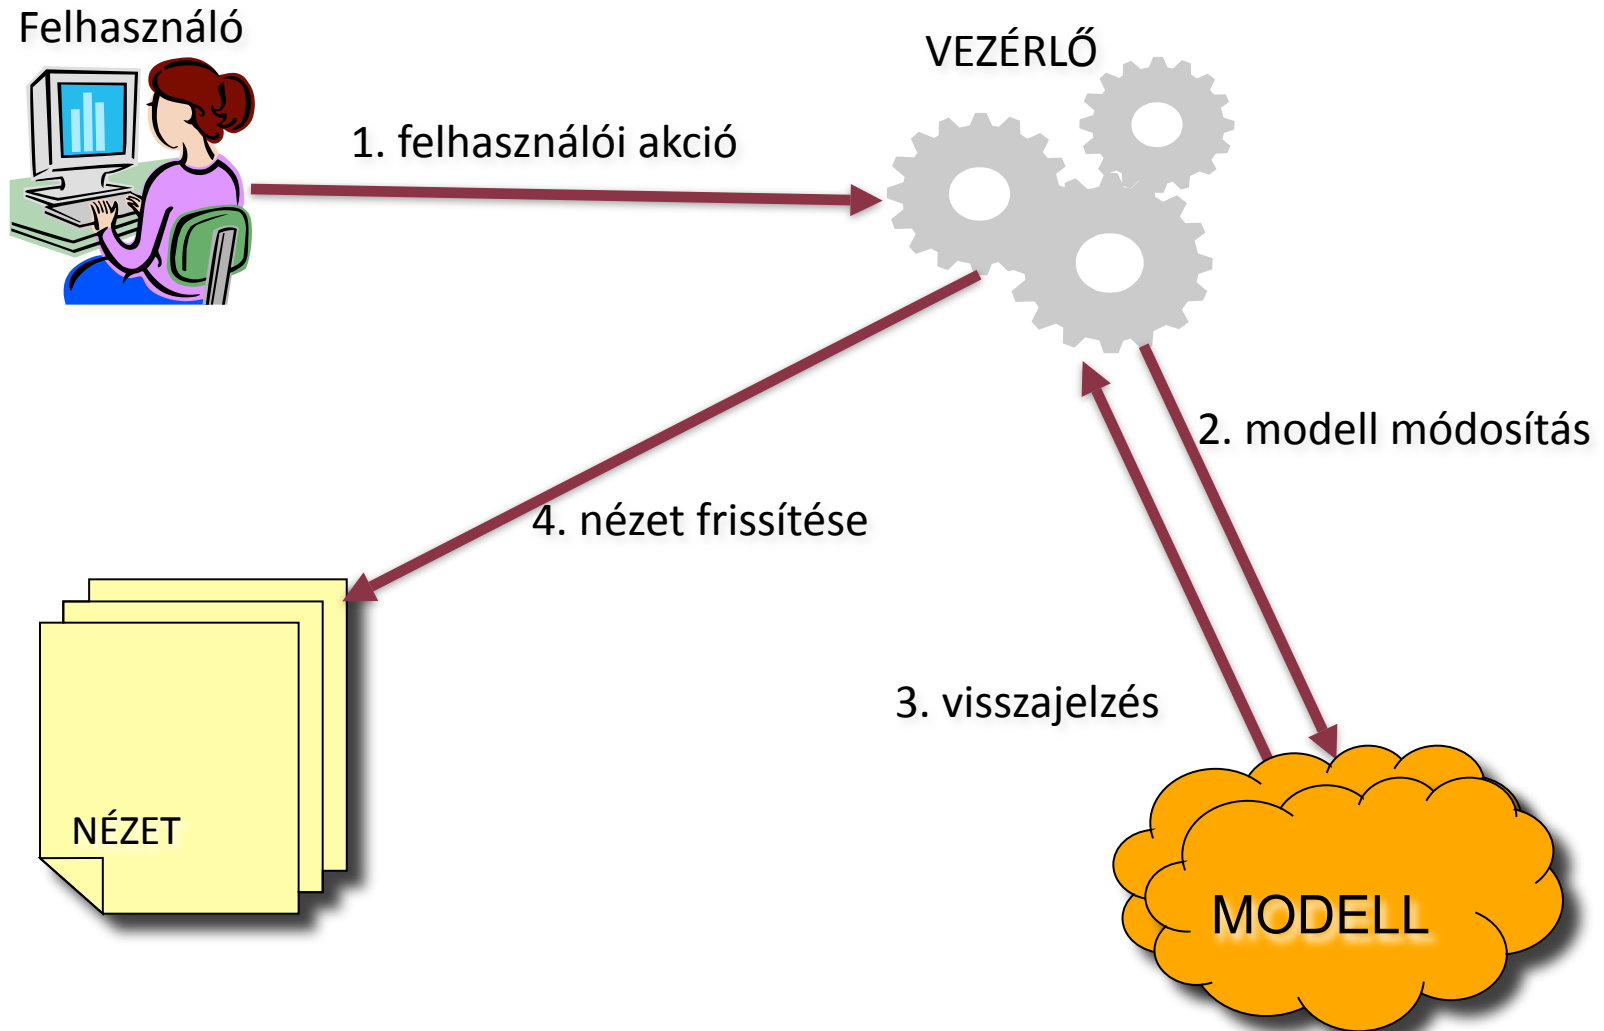 Felhasználó
VEZÉRLŐ
1. felhasználói akció
2. modell módosítás
4. nézet frissítése
3. visszajelzés
NÉZET
MODELL